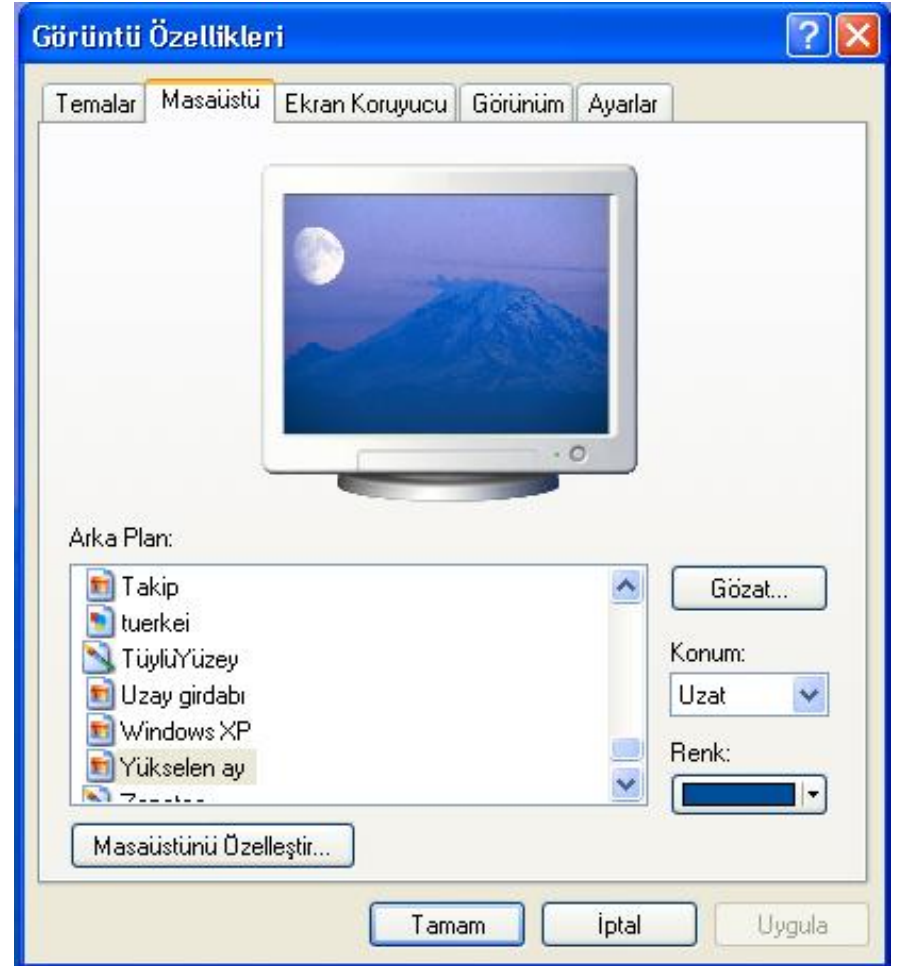 Görüntü Özellikleri
Temalar Masaüstü Ekran Koruyucu Görünüm Ayarlar
Arka Plan:
Takip
tuerkei
TüylüYüzey
Uzay girdabı
Windows XP
Yükselen ay
Gözat...
Konum:
Uzat
Renk:
Masaüstünü Özelleştir...
Tamam İptal Uygula